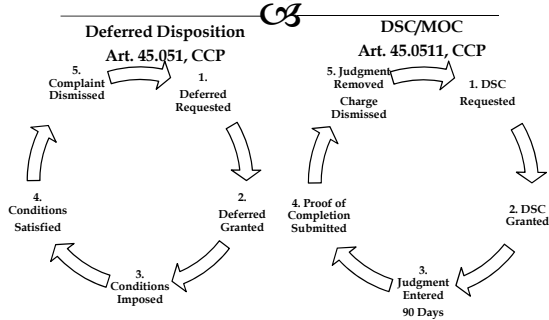 Deferred Disposition
Art. 45.051, CCP
1.
Deferred
Requested
2.
Deferred
Granted
3.
Conditions
Imposed
4.
Conditions
Satisfied
5.
Complaint
Dismissed
DSC/MOC
Art. 45.0511, CCP
1. DSC
Requested
2. DSC
Granted
3.
Judgment
Entered
90 Days
4. Proof of
Completion
Submitted
5. Judgment
Removed
Charge
Dismissed